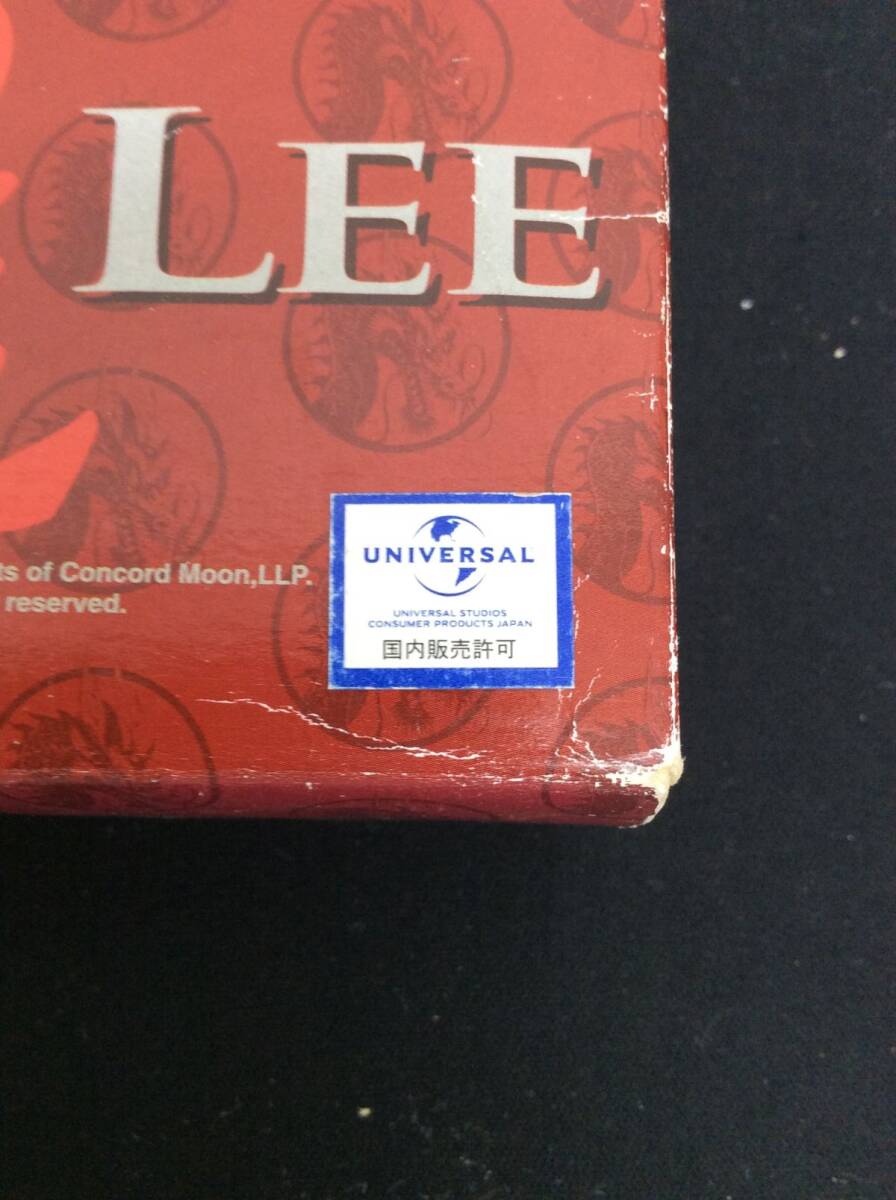 LEE
ts of Concord Moon,LLP.
reserved.
UNIVERSAL
UNIVERSAL STUDIOS
CONSUMER PRODUCTS JAPAN
国内販売許可